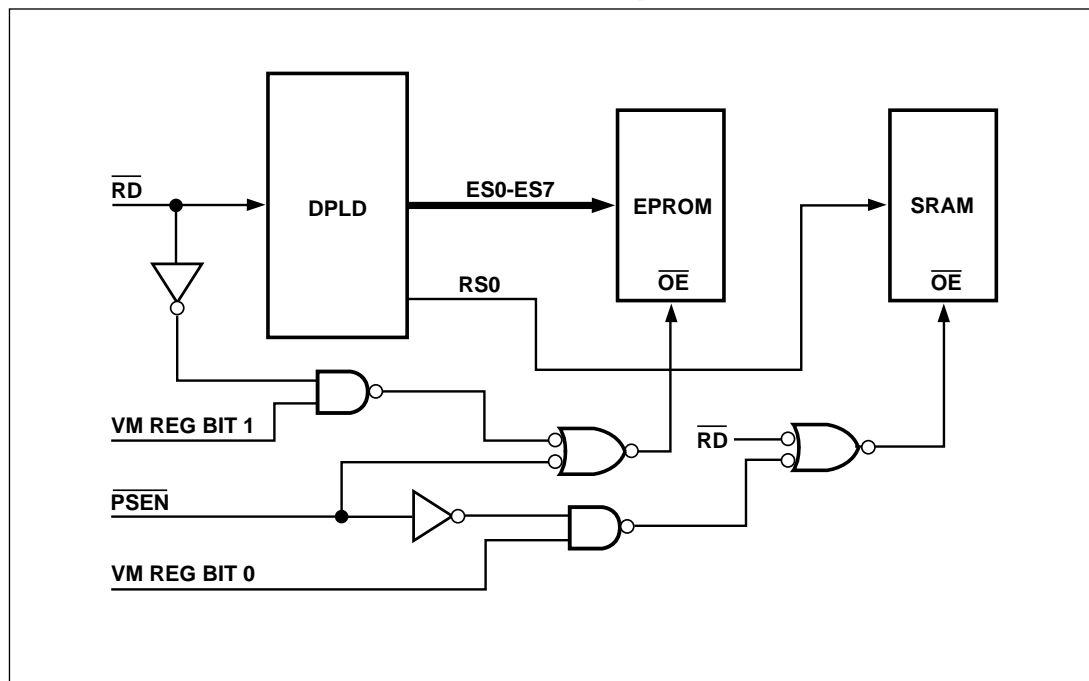 RD
DPLD
ES0-ES7
EPROM
OE
SRAM
OE
RS0
VM REG BIT 1
RD
PSEN
VM REG BIT 0